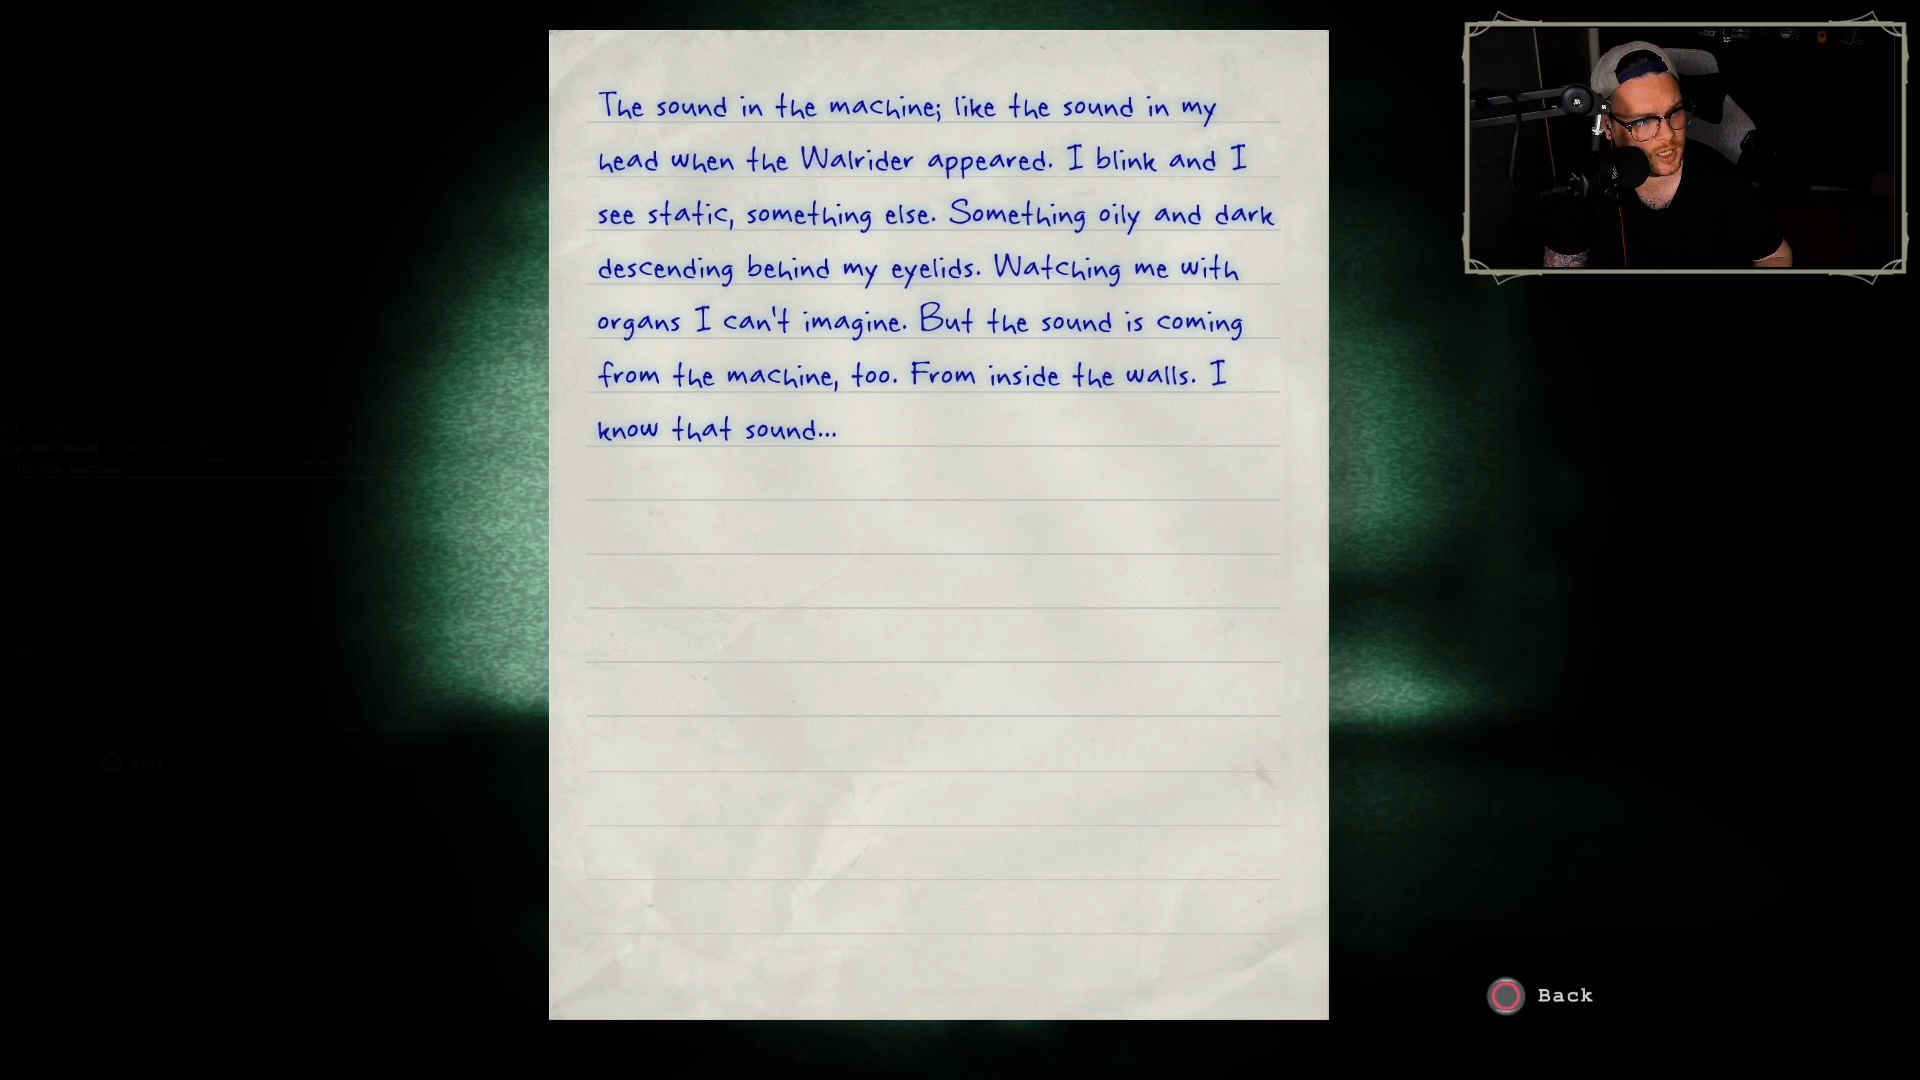 The sound in the machine; like the sound in my
head when the Walrider appeared. I blink and I
see static, something else. Something oily and dark
descending behind my eyelids. Watching me with
organs I can't imagine. But the sound is coming
from the machine, too. From inside the walls. I
know that sound...
Back